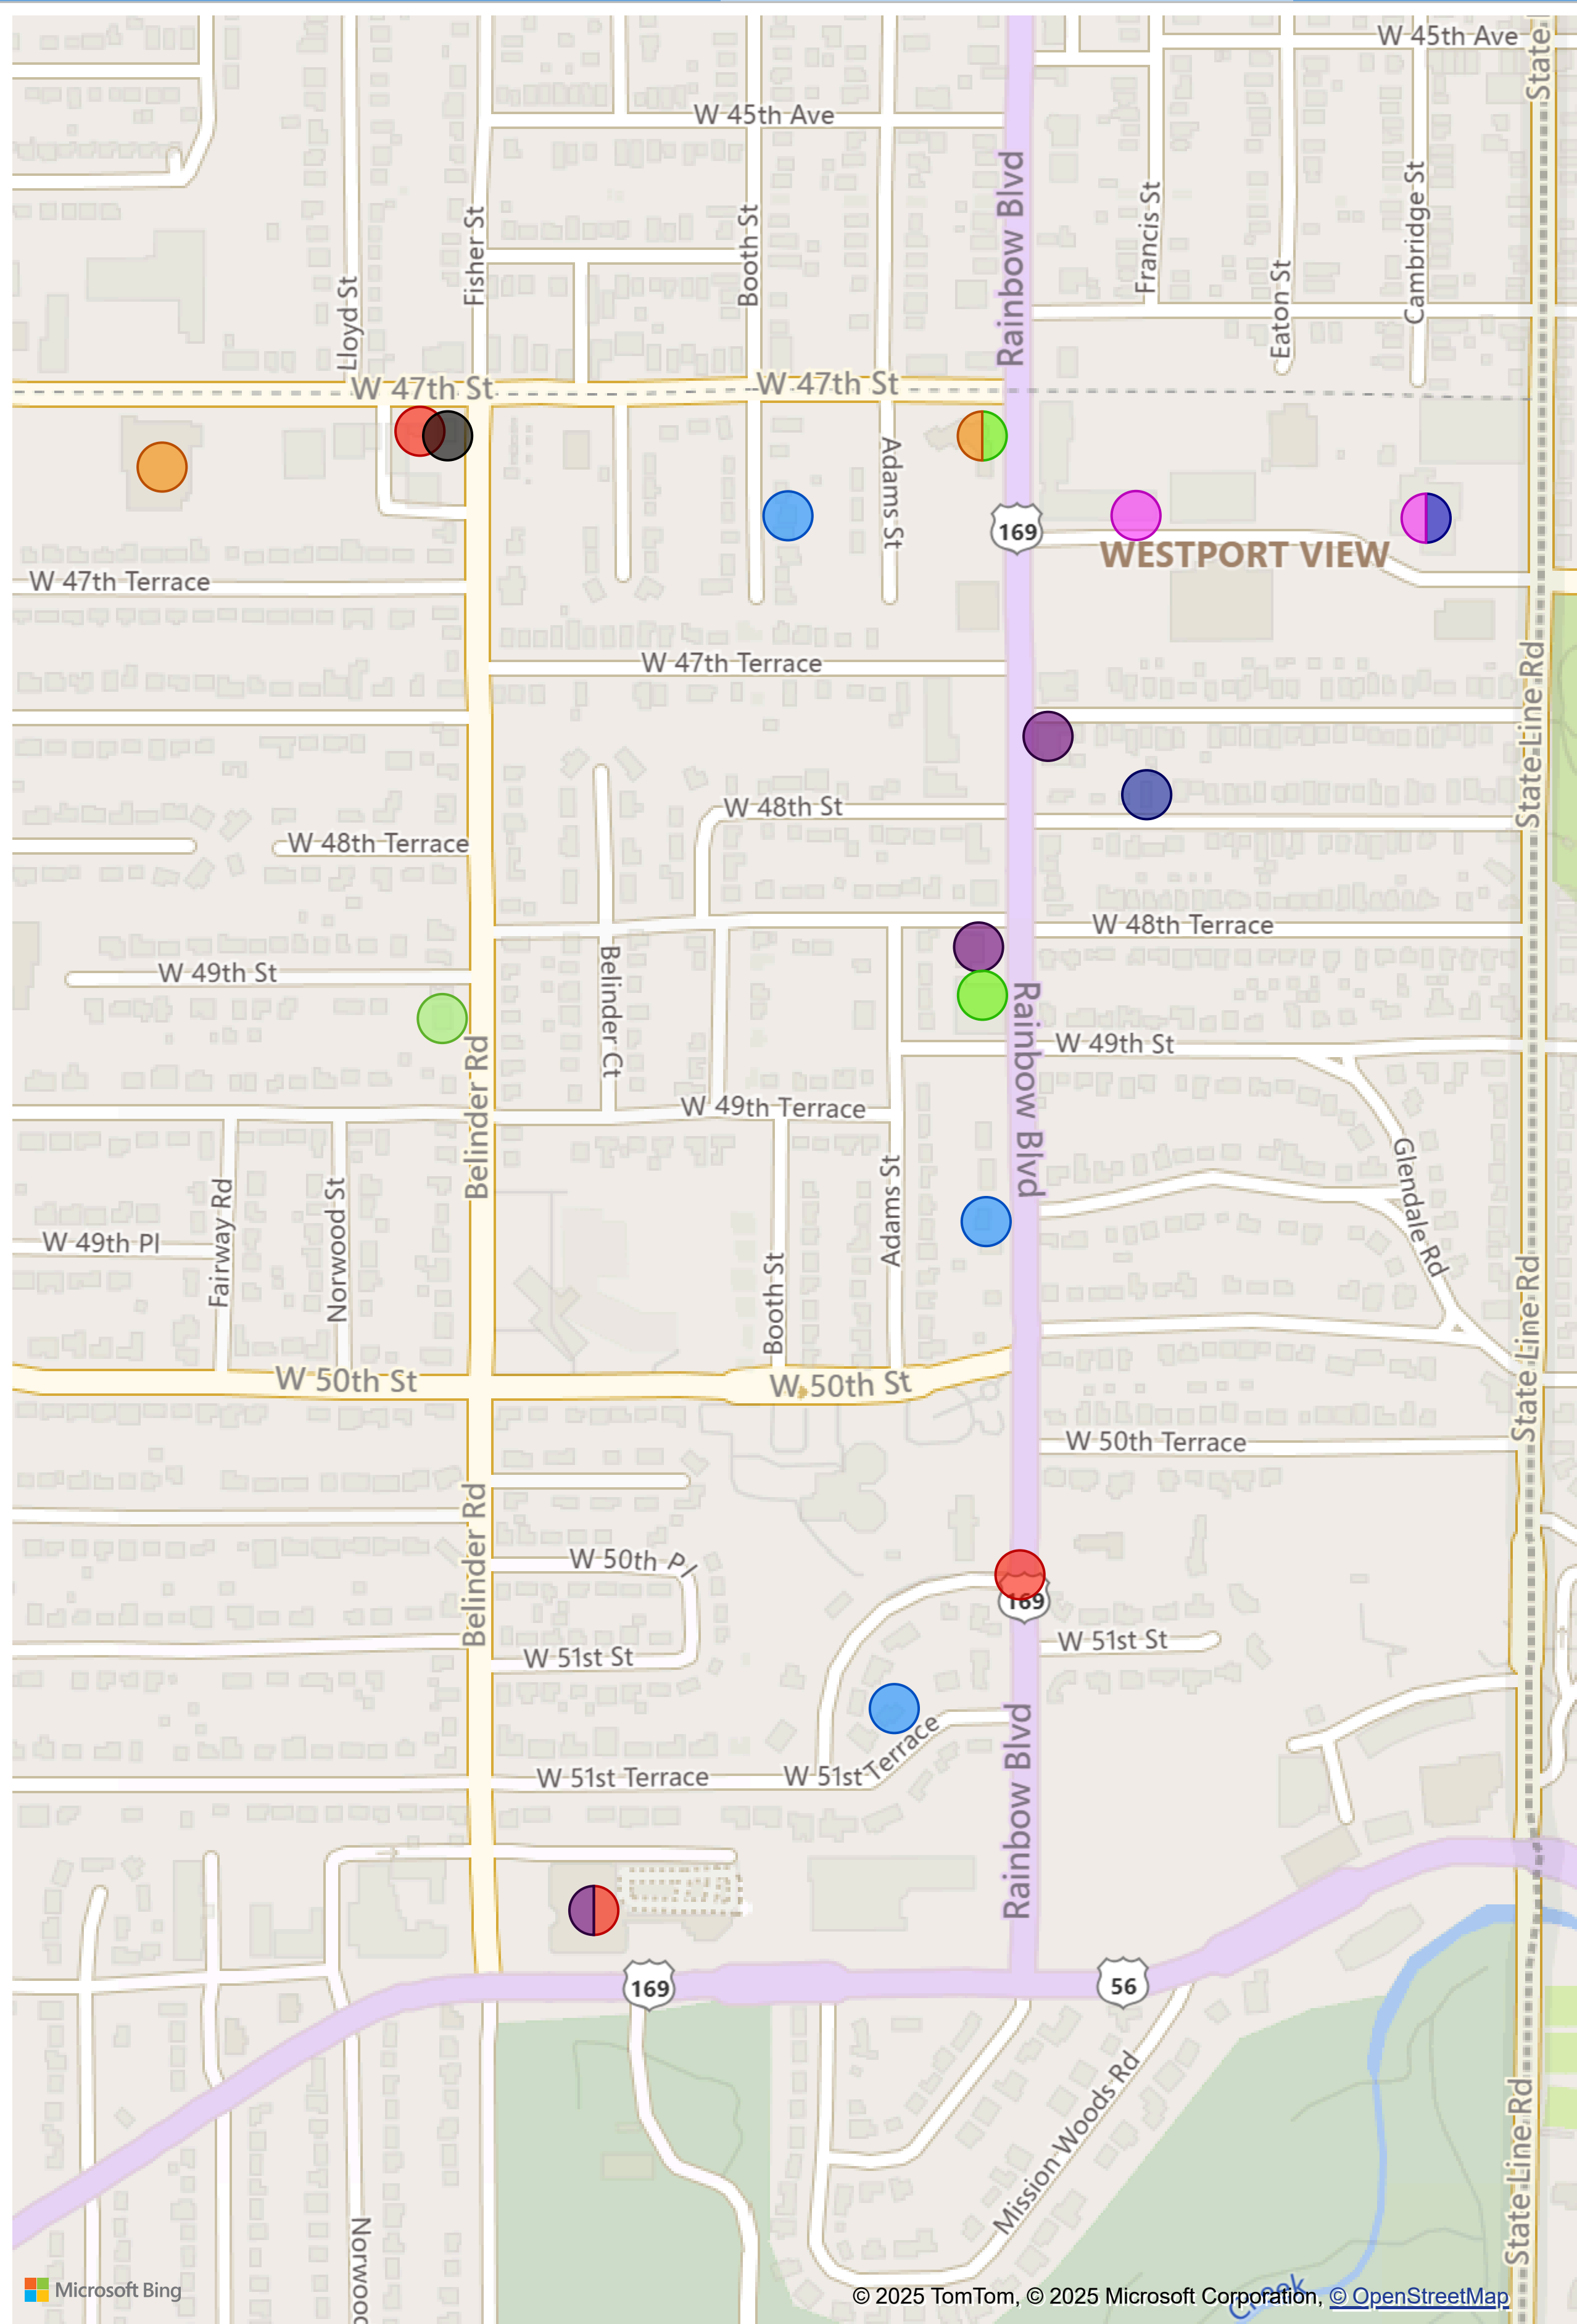 W 45th Ave
State
W 45th Ave
Rainbow Blvd
Francis St
Cambridge St
Fisher St
Booth St
Eaton St
Lloyd St
W 47th St
W 47th St
Adams St
169
WESTPORT VIEW
W 47th Terrace
W 47th Terrace
State Line Rd
W 48th St
W 48th Terrace
W 48th Terrace
W 49th St
Belinder Ct
Rainbow Blvd
W 49th St
Belinder Rd
W 49th Terrace
Glendale Rd
Adams St
Fairway Rd
Norwood St
W 49th Pl
Booth St
State Line Rd
W 50th St
W 50th St
W 50th Terrace
Belinder Rd
W 50th Pl
169
W 51st St
W 51st St
Rainbow Blvd
W 51st Terrace
W 51st Terrace
169
56
Mission Woods Rd
State Line Rd
Norwood
Creek
Microsoft Bing
© 2025 TomTom, © 2025 Microsoft Corporation, © OpenStreetMap